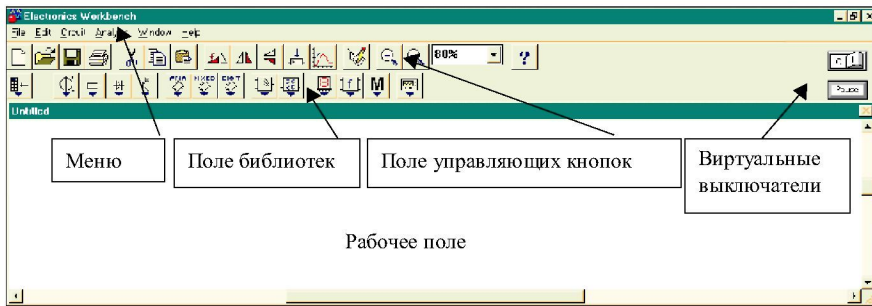 Electronics Workbench
File Edit Circuit Window Help
80% ?
M
Pause
Untitled
Меню
Поле библиотек
Поле управляющих кнопок
Виртуальные
выключатели
Рабочее поле